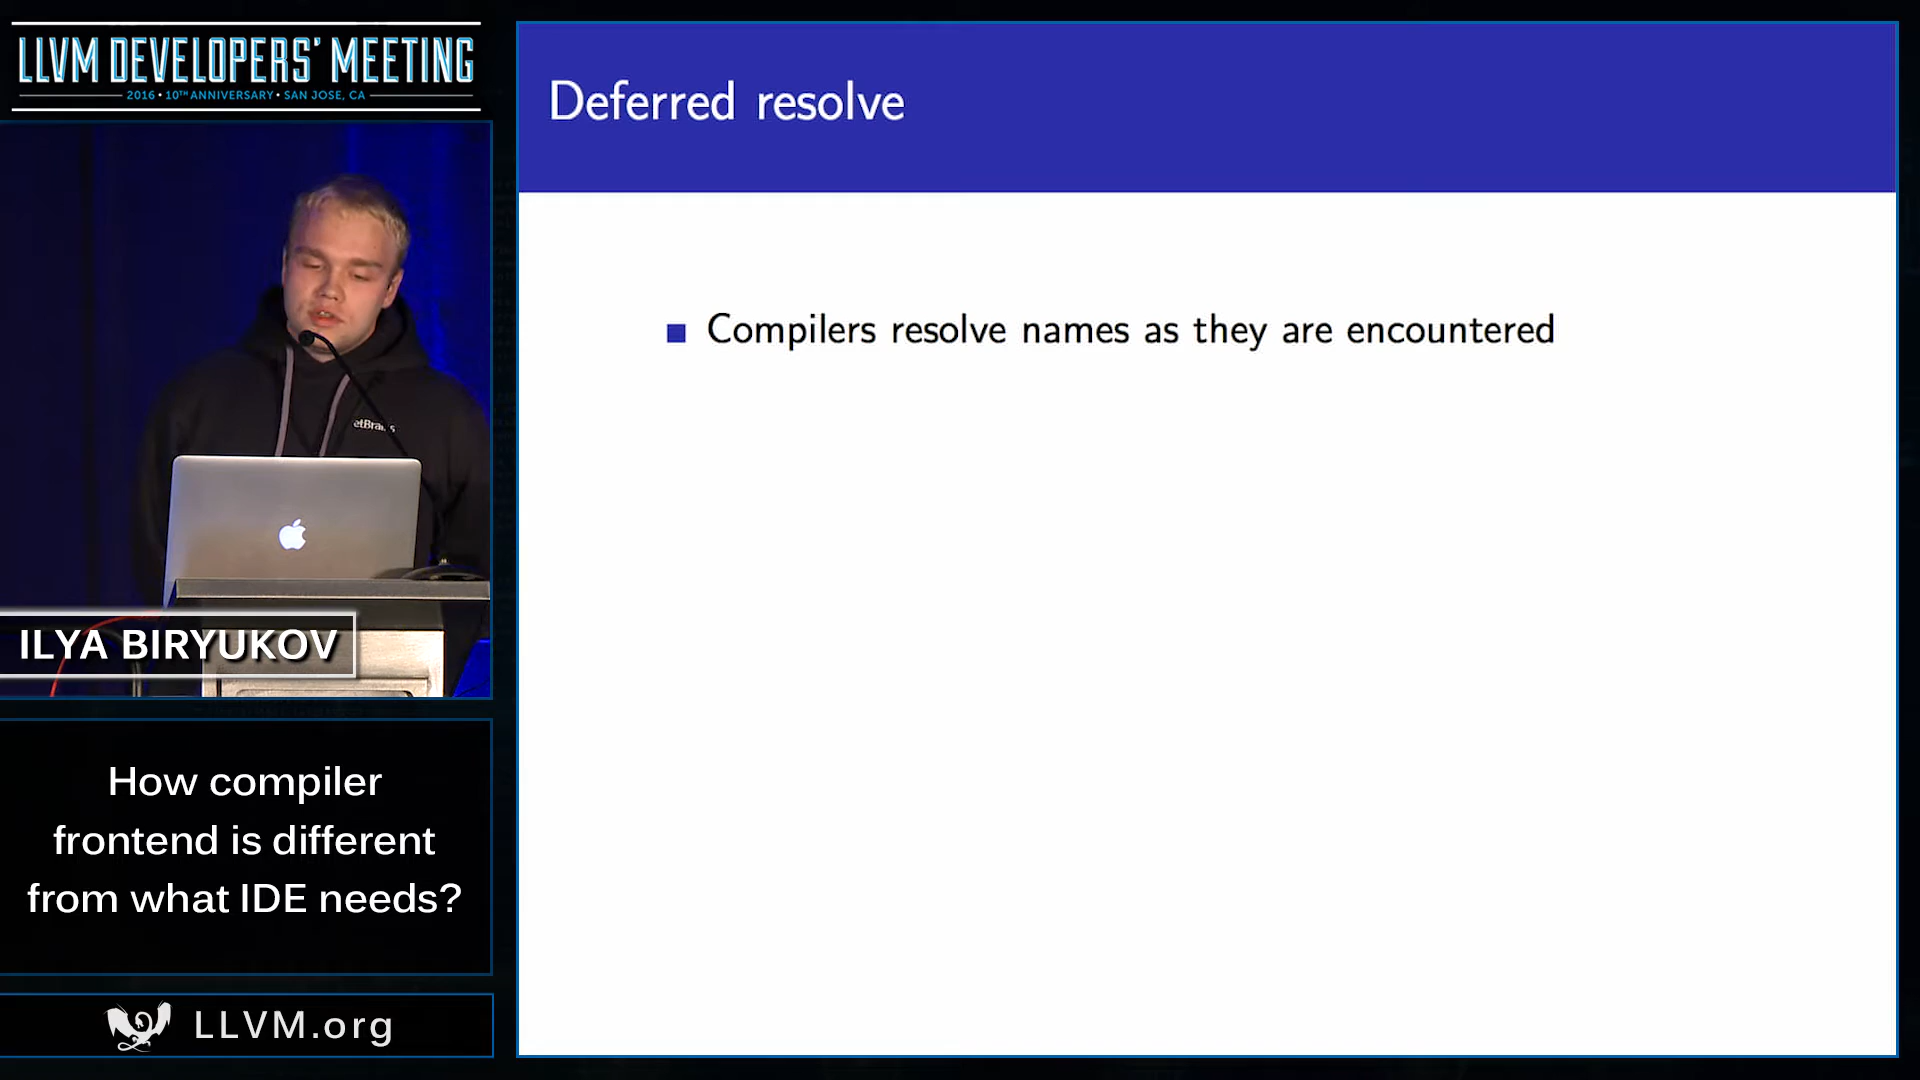 LLVM DEVELOPERS' MEETING
2016 • 10TH ANNIVERSARY • SAN JOSE, CA
Deferred resolve
Compilers resolve names as they are encountered
etBra s
ILYA BIRYUKOV
How compiler
frontend is different
from what IDE needs?
LLVM.org